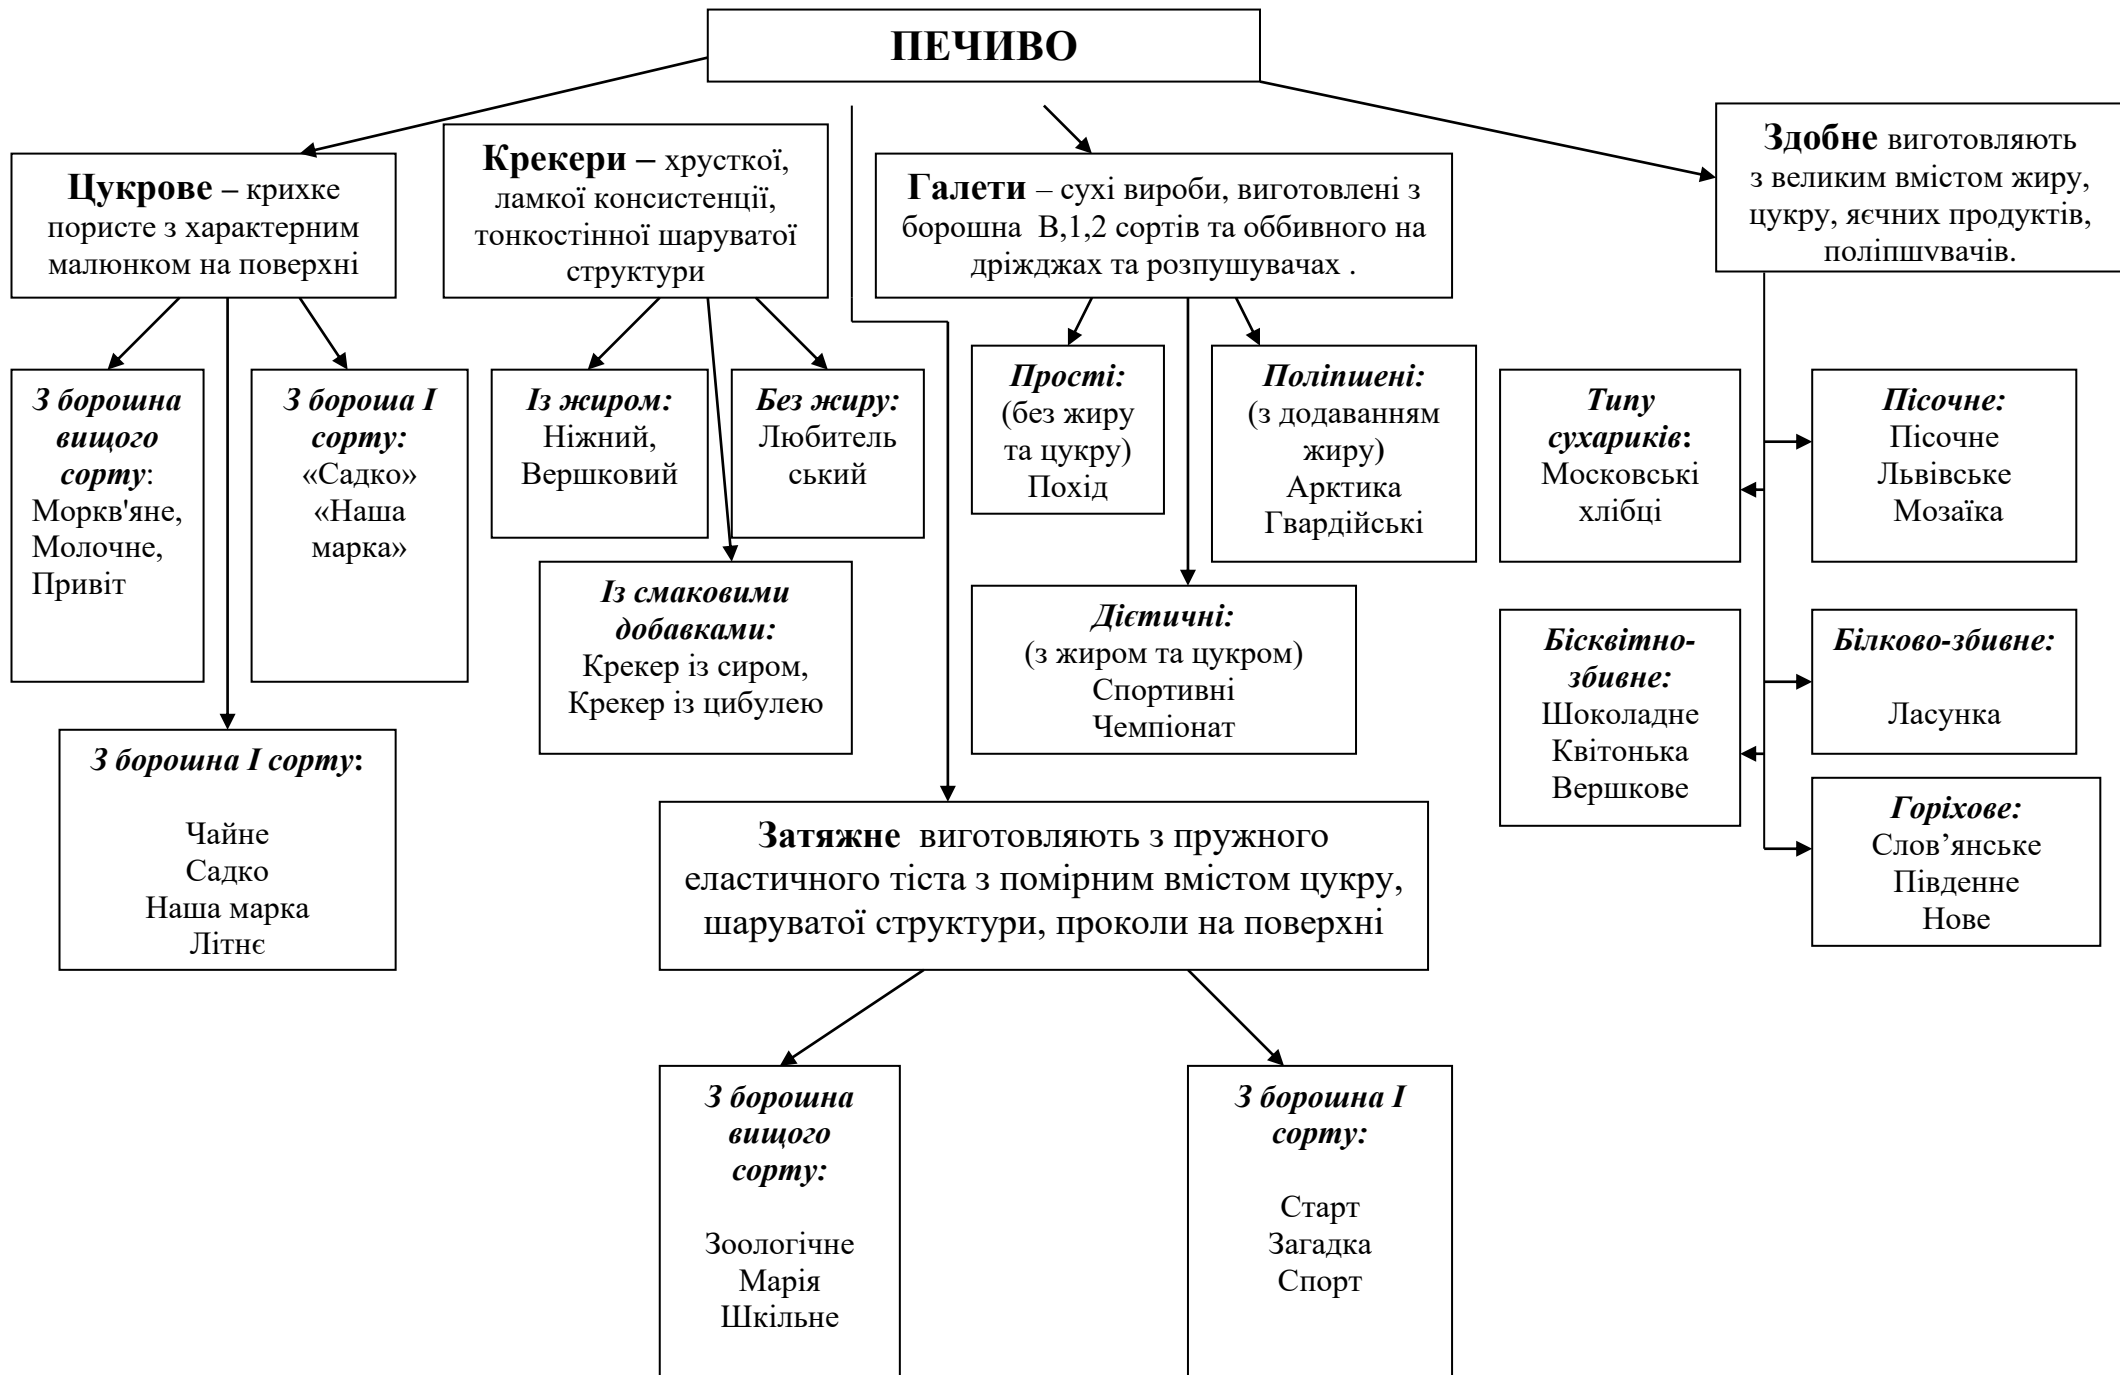 ПЕЧИВО
Цукрове – крихке
пористе з характерним
малюнком на поверхні
Крекери – хрусткої,
ламкої консистенції,
тонкостінної шаруватої
структури
Галети – сухі вироби, виготовлені з
борошна В,1,2 сортів та оббивного на
дріжджах та розпушувачах .
Здобне виготовляють
з великим вмістом жиру,
цукру, яєчних продуктів,
поліпшувачів.
З борошна
вищого
сорту:
Моркв'яне,
Молочне,
Привіт
З бороша І
сорту:
«Садко»
«Наша
марка»
Із жиром:
Ніжний,
Вершковий
Без жиру:
Любитель
ський
Прості:
(без жиру
та цукру)
Похід
Поліпшені:
(з додаванням
жиру)
Арктика
Гвардійські
Типу
сухариків:
Московські
хлібці
Пісочне:
Пісочне
Львівське
Мозаїка
Із смаковими
добавками:
Крекер із сиром,
Крекер із цибулею
Дієтичні:
(з жиром та цукром)
Спортивні
Чемпіонат
Бісквітно-
збивне:
Шоколадне
Квітонька
Вершкове
Білково-збивне:
Ласунка
З борошна І сорту:
Чайне
Садко
Наша марка
Літнє
Затяжне виготовляють з пружного
еластичного тіста з помірним вмістом цукру,
шаруватої структури, проколи на поверхні
Горіхове:
Слов’янське
Південне
Нове
З борошна
вищого
сорту:
Зоологічне
Марія
Шкільне
З борошна І
сорту:
Старт
Загадка
Спорт